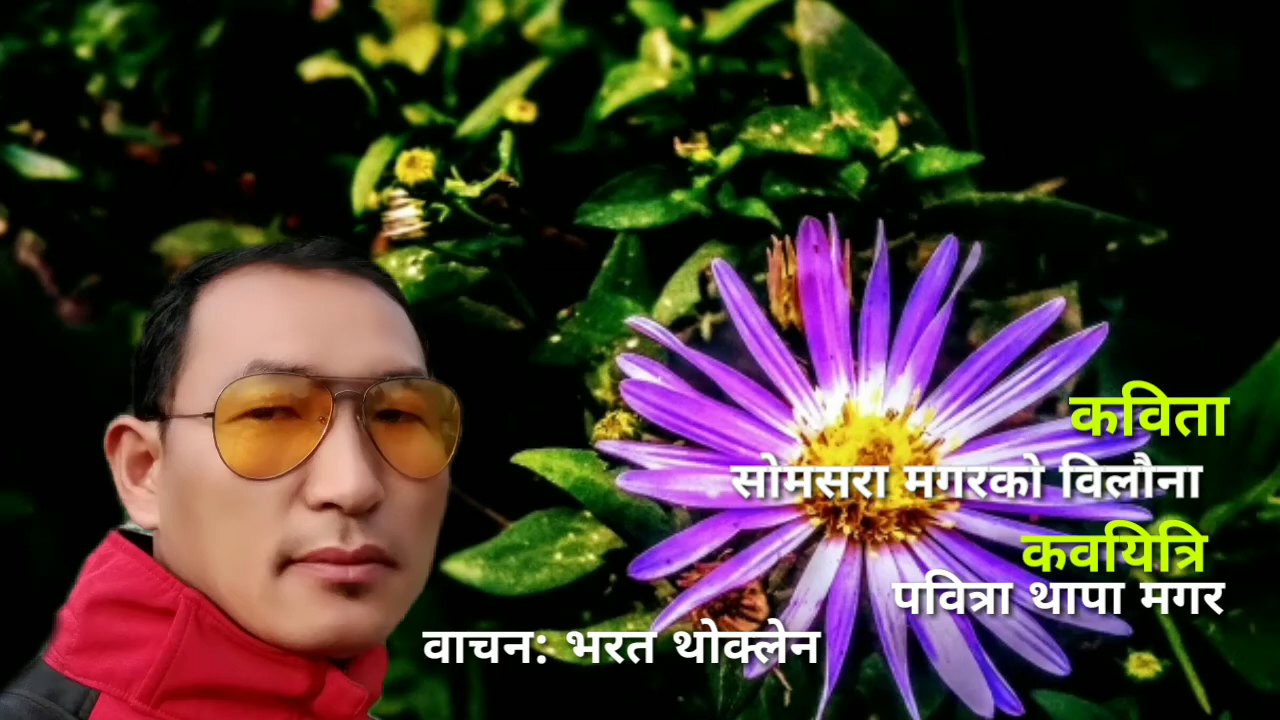 कविता
सोमसरा मगरको विलौना
कवयित्रि
पवित्रा थापा मगर
वाचन: भरत थोक्लेन